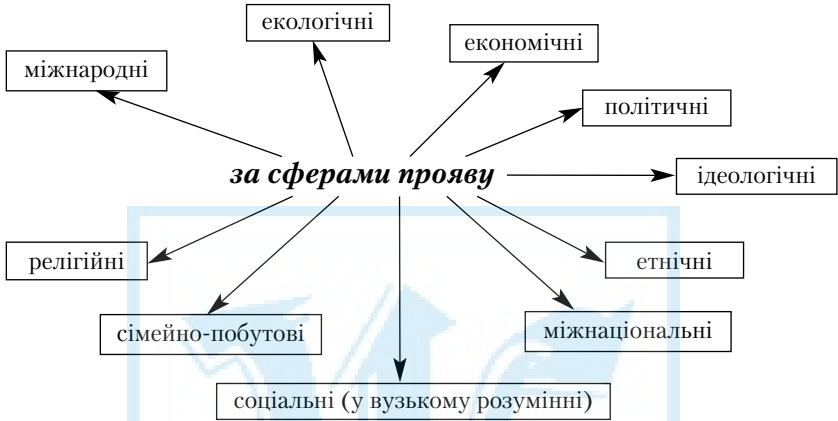 екологічні
економічні
міжнародні
політичні
за сферами прояву
ідеологічні
релігійні
етнічні
сімейно-побутові
міжнаціональні
соціальні (у вузькому розумінні)